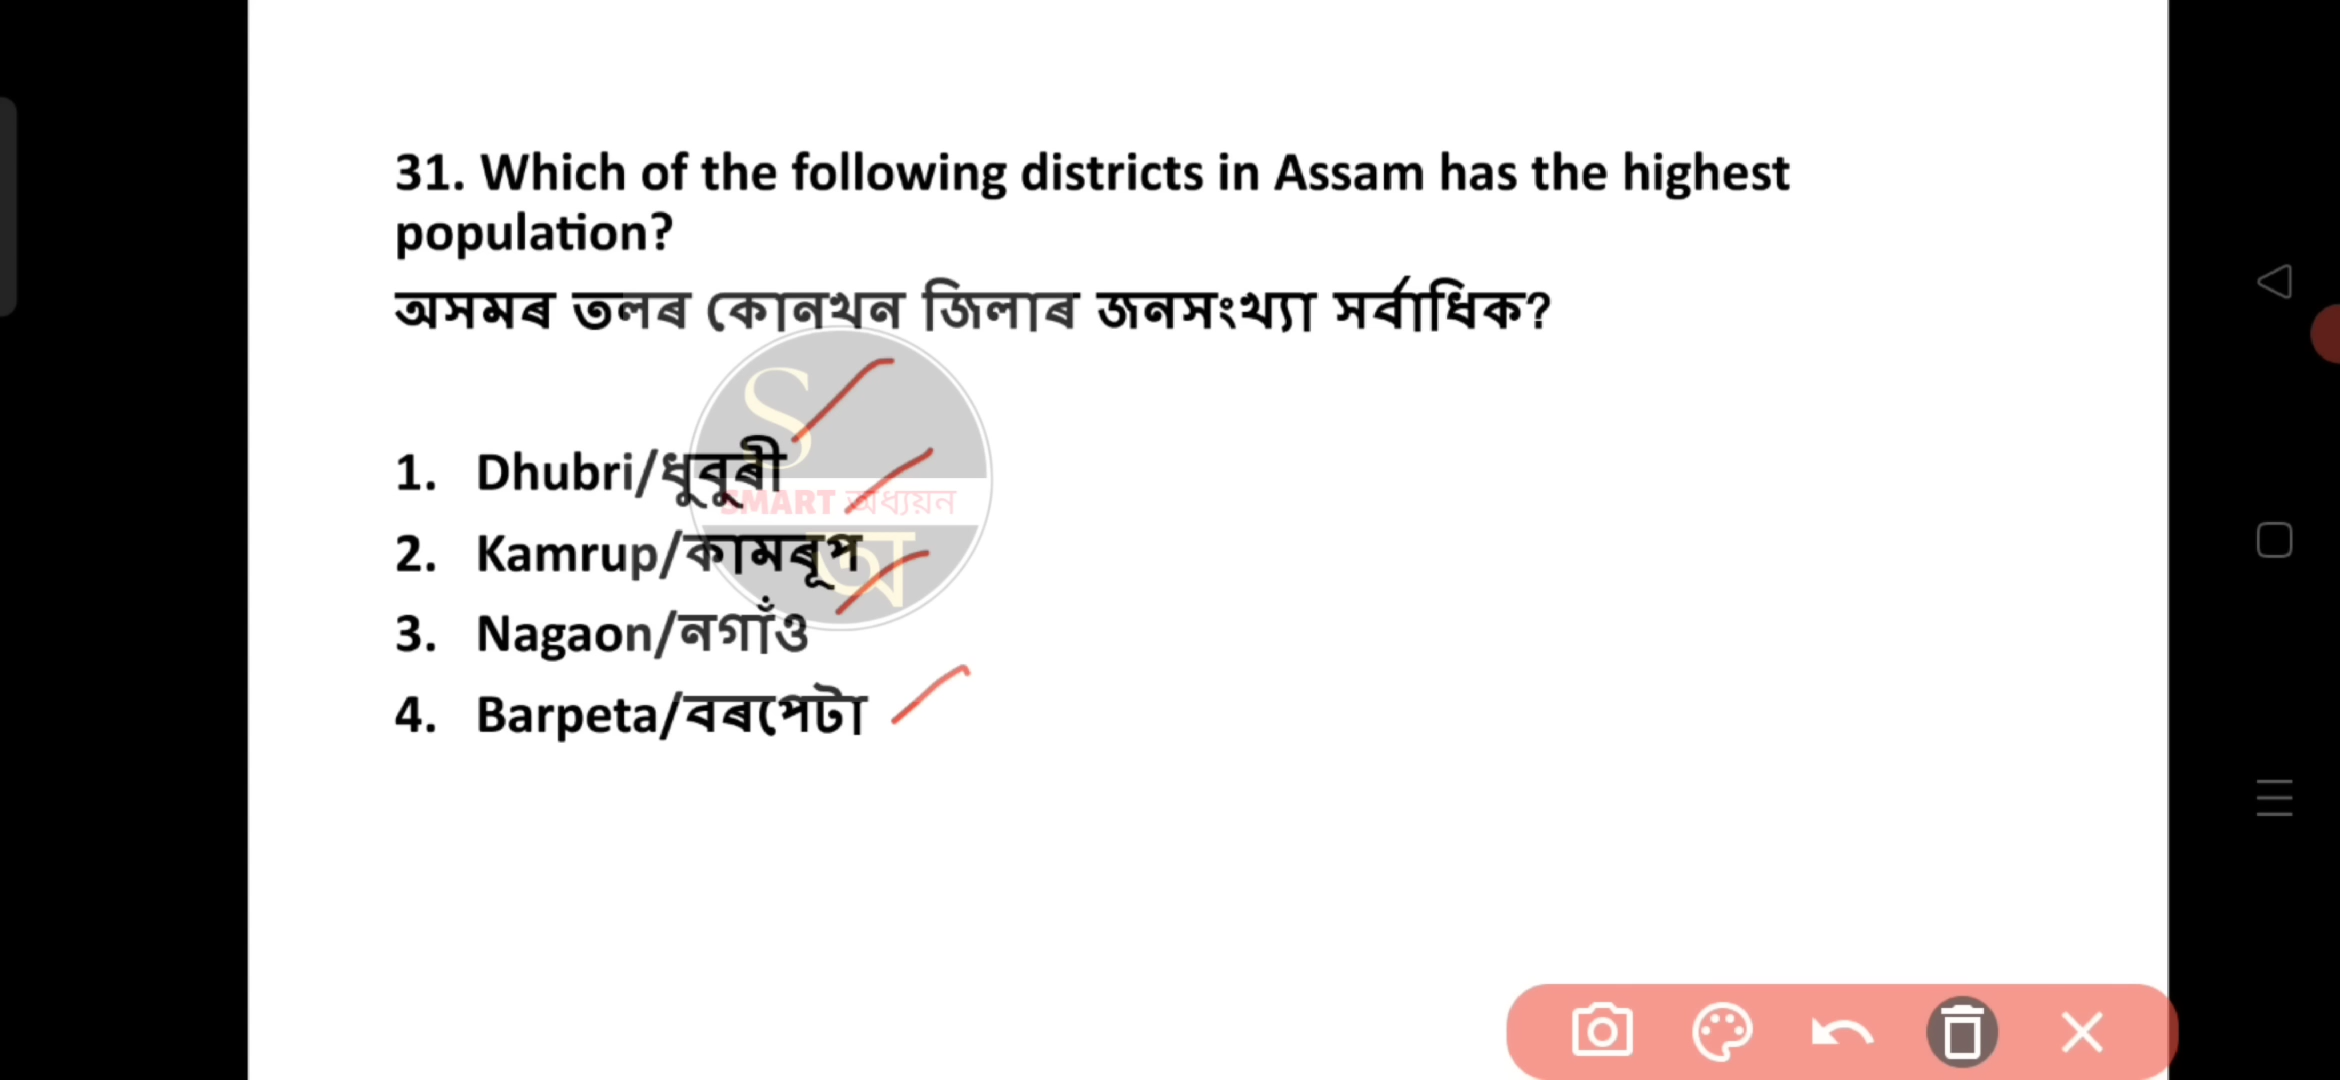 31. Which of the following districts in Assam has the highest
population?
অসমৰ তলৰ কোনখন জিলাৰ জনসংখ্যা সৰ্বাধিক?
S
1. Dhubri/ধুবুৰী
SMART অধ্যয়ন
2. Kamrup/কামৰূপ
অ
3. Nagaon/নগাঁও
4. Barpeta/বৰপেটা